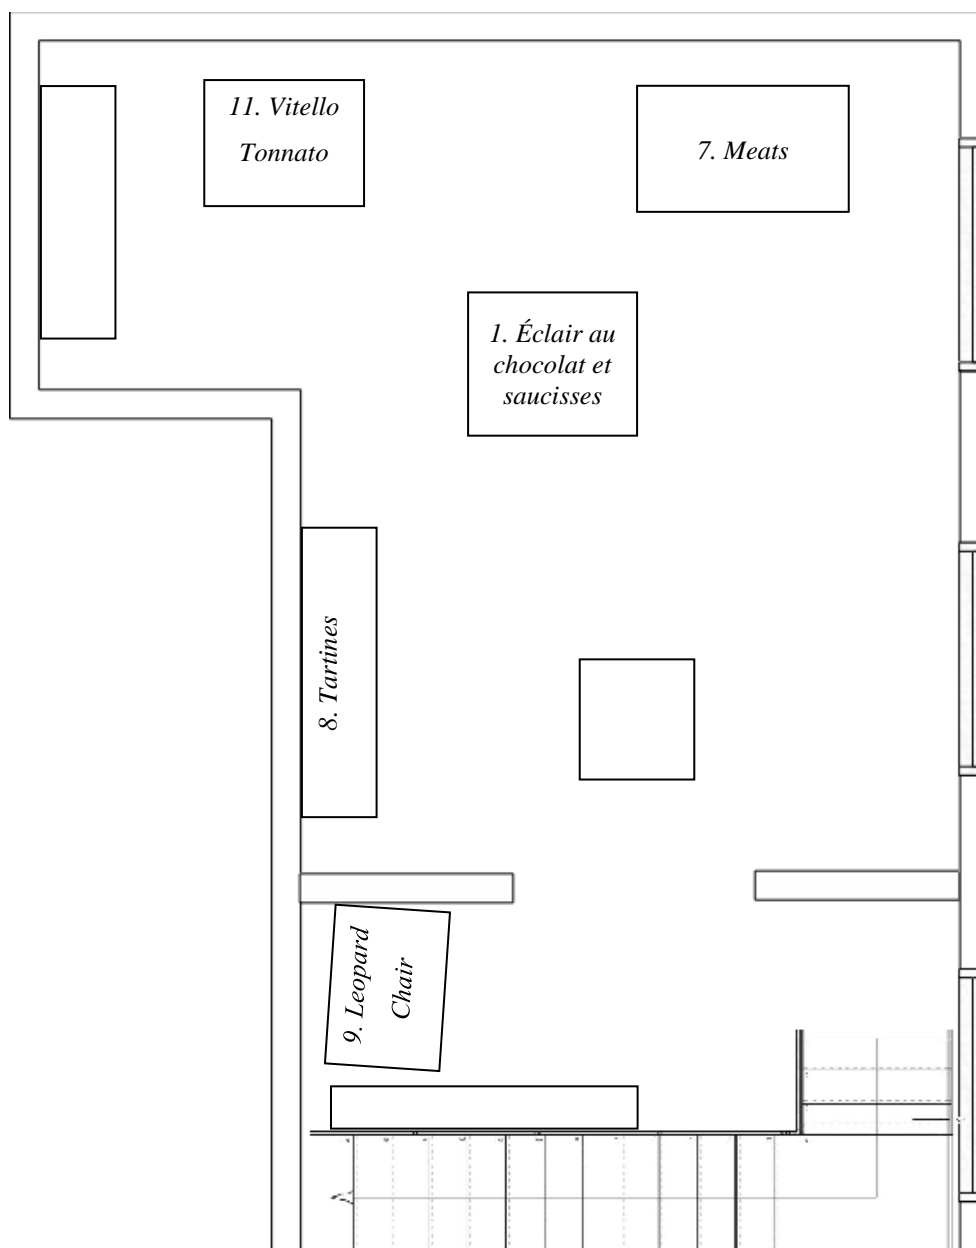 11. Vitello
Tonnato
7. Meats
1. Éclair au
chocolat et
saucisses
8. Tartines
9. Leopard
Chair